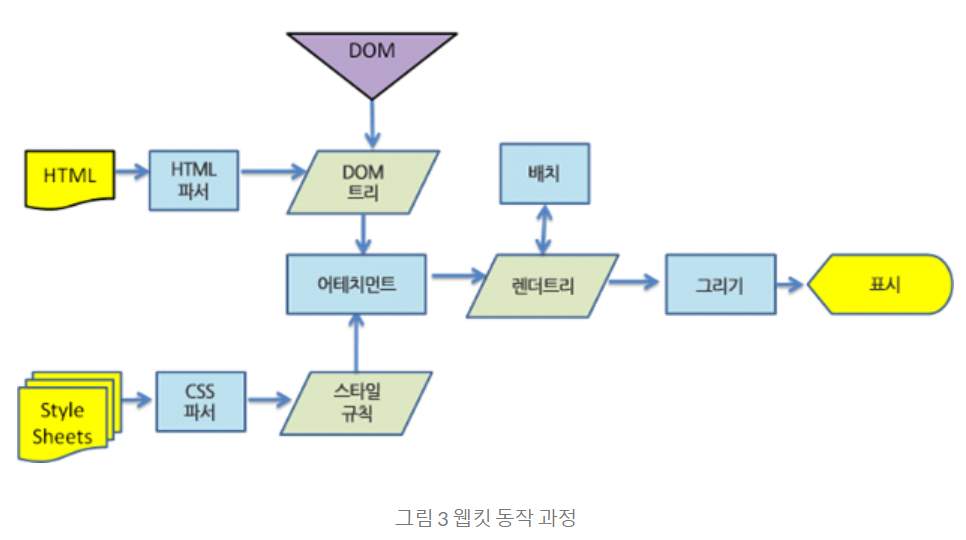 DOM
HTML
HTML
파서
DOM
트리
배치
어테치먼트
렌더트리
그리기
표시
Style
Sheets
CSS
파서
스타일
규칙
그림 3 웹킷 동작 과정